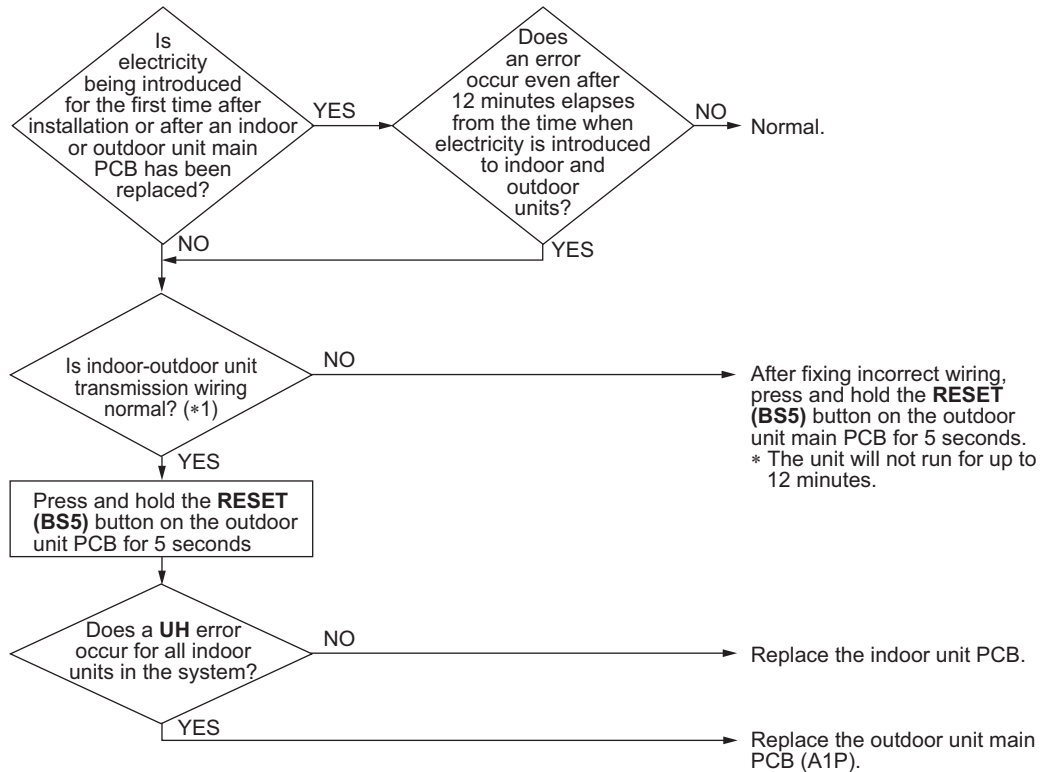 Is
electricity
being introduced
for the first time after
installation or after an indoor
or outdoor unit main
PCB has been
replaced?
YES
Does
an error
occur even after
12 minutes elapses
from the time when
electricity is introduced
to indoor and
outdoor
units?
NO
Normal.
NO
YES
Is indoor-outdoor unit
transmission wiring
normal? (*1)
NO
After fixing incorrect wiring,
press and hold the RESET
(BS5) button on the outdoor
unit main PCB for 5 seconds.
* The unit will not run for up to
12 minutes.
YES
Press and hold the RESET
(BS5) button on the outdoor
unit PCB for 5 seconds
Does a UH error
occur for all indoor
units in the system?
NO
Replace the indoor unit PCB.
YES
Replace the outdoor unit main
PCB (A1P).